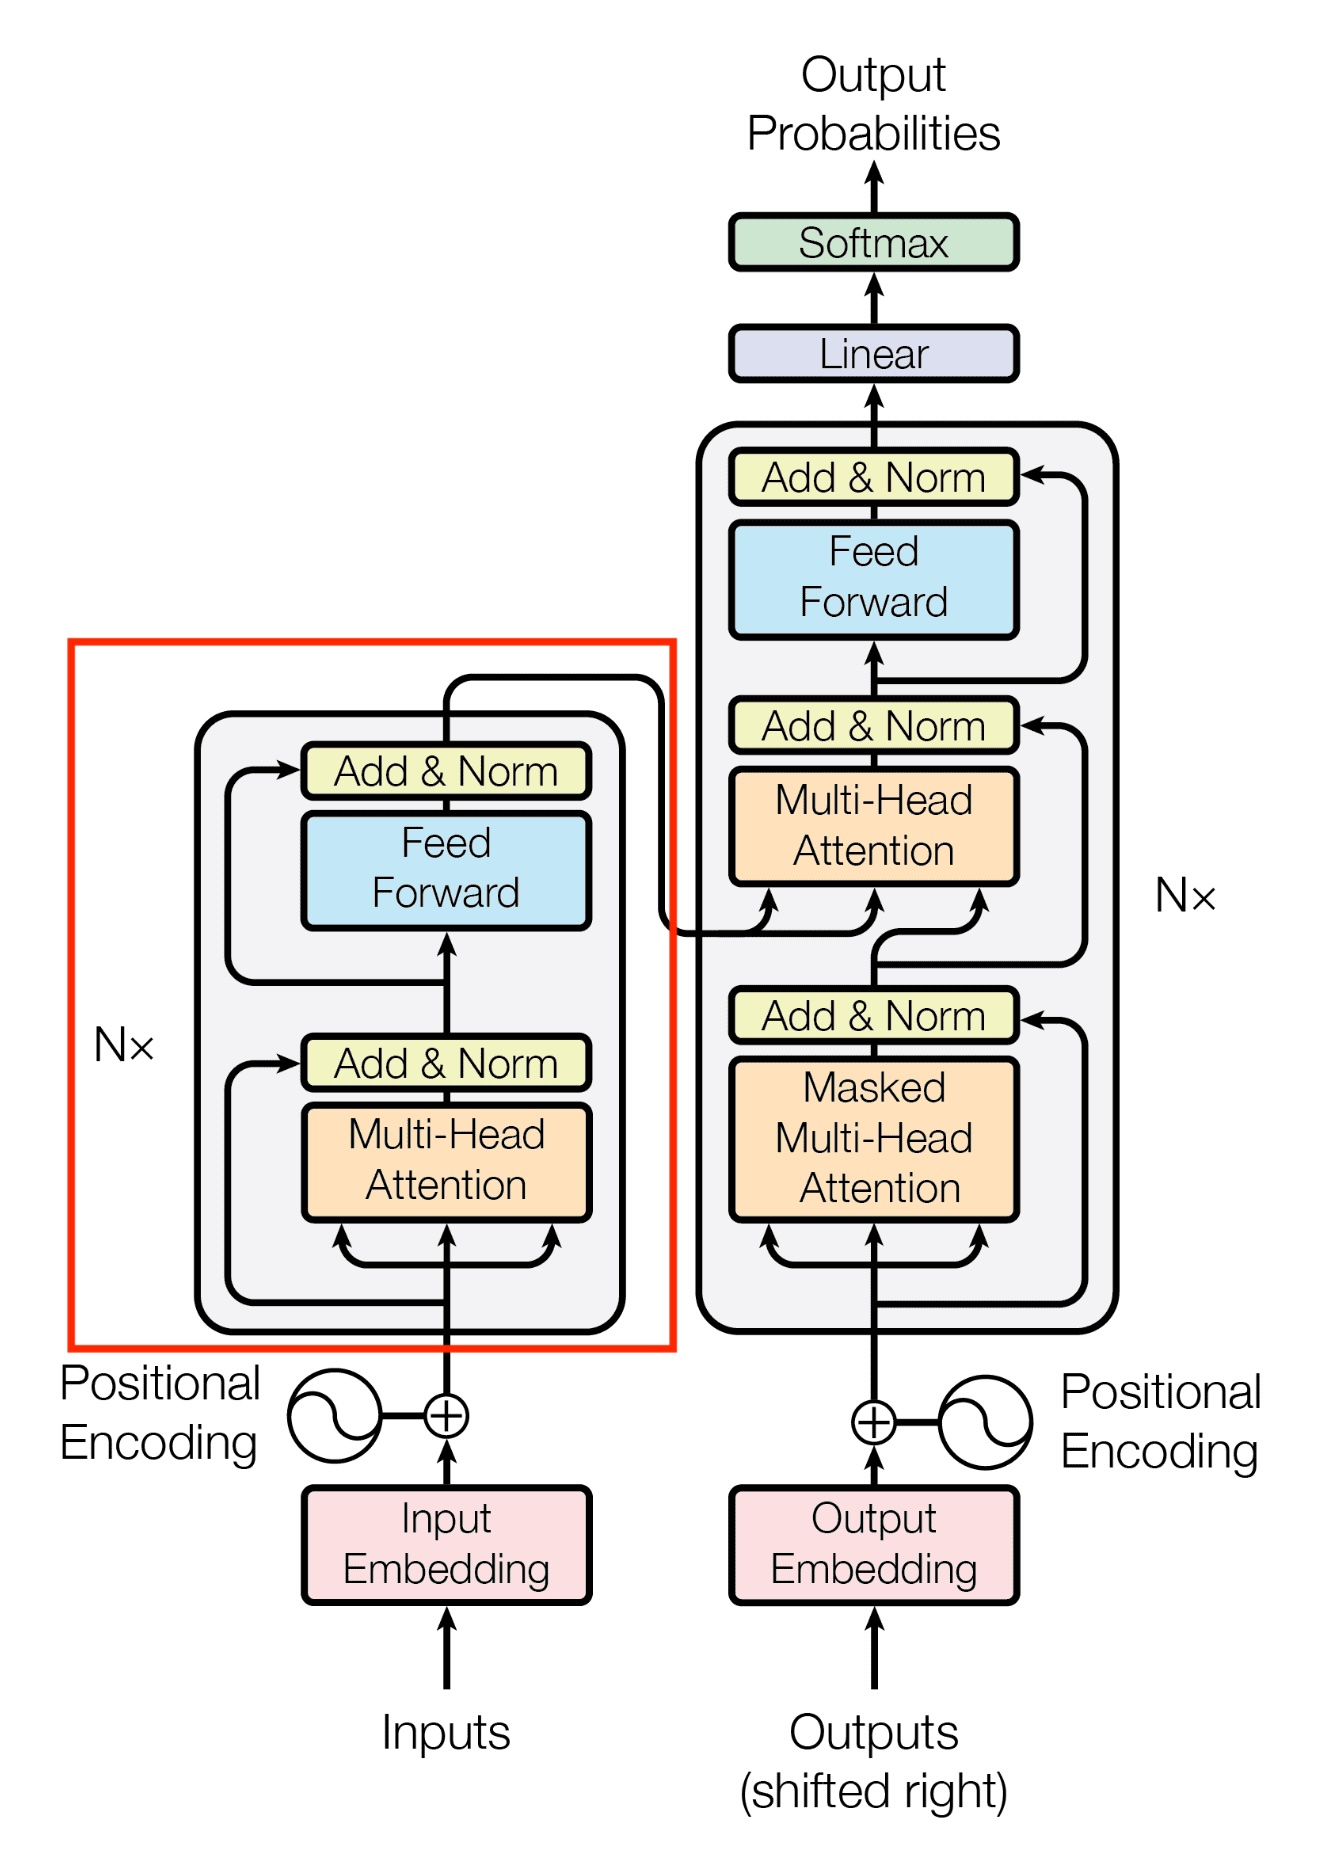 Output
Probabilities
Softmax
Linear
Add & Norm
Feed
Forward
Add & Norm
Multi-Head
Attention
Nx
Add & Norm
Masked
Multi-Head
Attention
Add & Norm
Feed
Forward
Nx
Add & Norm
Multi-Head
Attention
Positional
Encoding
Positional
Encoding
Input
Embedding
Output
Embedding
Inputs
Outputs
(shifted right)